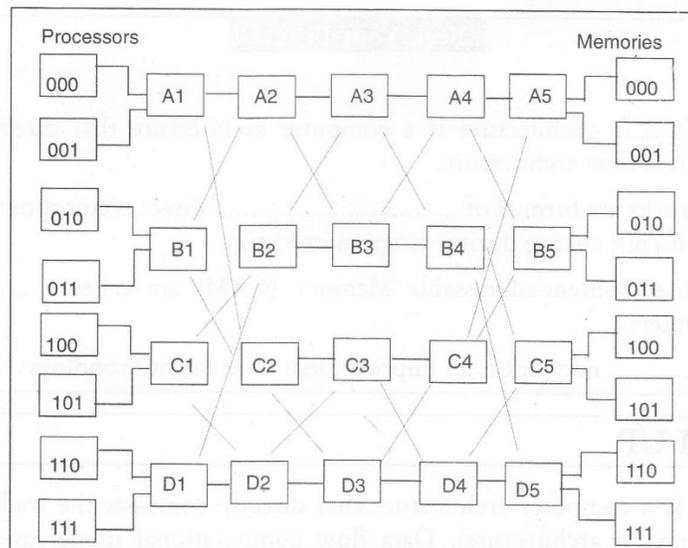 Processors
Memories
000
A1
A2
A3
A4
A5
000
001
001
010
B1
B2
B3
B4
B5
010
011
011
100
C1
C2
C3
C4
C5
100
101
101
110
D1
D2
D3
D4
D5
110
111
111